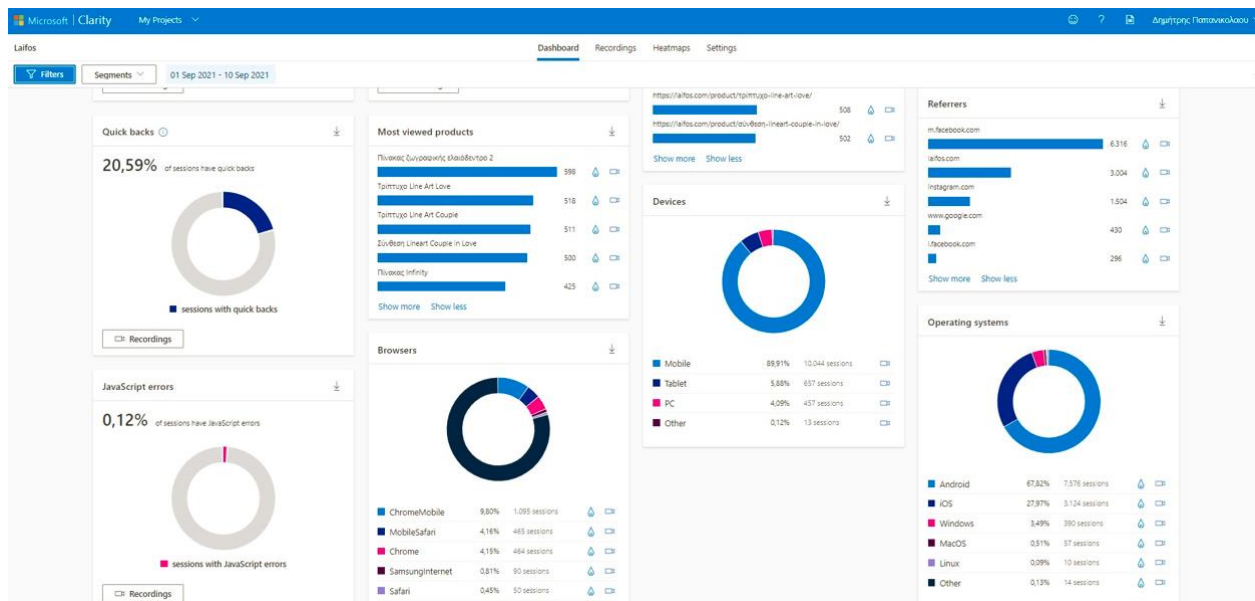 Microsoft | Clarity My Projects ? Δημήτρης Παπανικολαου
Laifos Dashboard Recordings Heatmaps Settings
Filters Segments 01 Sep 2021 - 10 Sep 2021
Quick backs
20,59% of sessions have quick backs
sessions with quick backs
Recordings
JavaScript errors
0,12% of sessions have JavaScript errors
sessions with JavaScript errors
Recordings
Most viewed products
Πίνακας ζωγραφικής ελαιόδεντρο 2
598
Τρίπτυχο Line Art Love
518
Τρίπτυχο Line Art Couple
511
Σύνθεση Lineart Couple in Love
500
Πίνακας Infinity
425
Show more Show less
Browsers
ChromeMobile 9,80% 1.095 sessions
MobileSafari 4,16% 465 sessions
Chrome 4,15% 464 sessions
SamsungInternet 0,81% 90 sessions
Safari 0,45% 50 sessions
https://laifos.com/product/τρίπτυχο-line-art-love/
508
https://laifos.com/product/σύνθεση-lineart-couple-in-love/
502
Show more Show less
Devices
Mobile 89,91% 10.044 sessions
Tablet 5,88% 657 sessions
PC 4,09% 457 sessions
Other 0,12% 13 sessions
Referrers
m.facebook.com
6.316
laifos.com
3.004
instagram.com
1.504
www.google.com
430
l.facebook.com
296
Show more Show less
Operating systems
Android 67,82% 7.576 sessions
iOS 27,97% 3.124 sessions
Windows 3,49% 390 sessions
MacOS 0,51% 57 sessions
Linux 0,09% 10 sessions
Other 0,13% 14 sessions